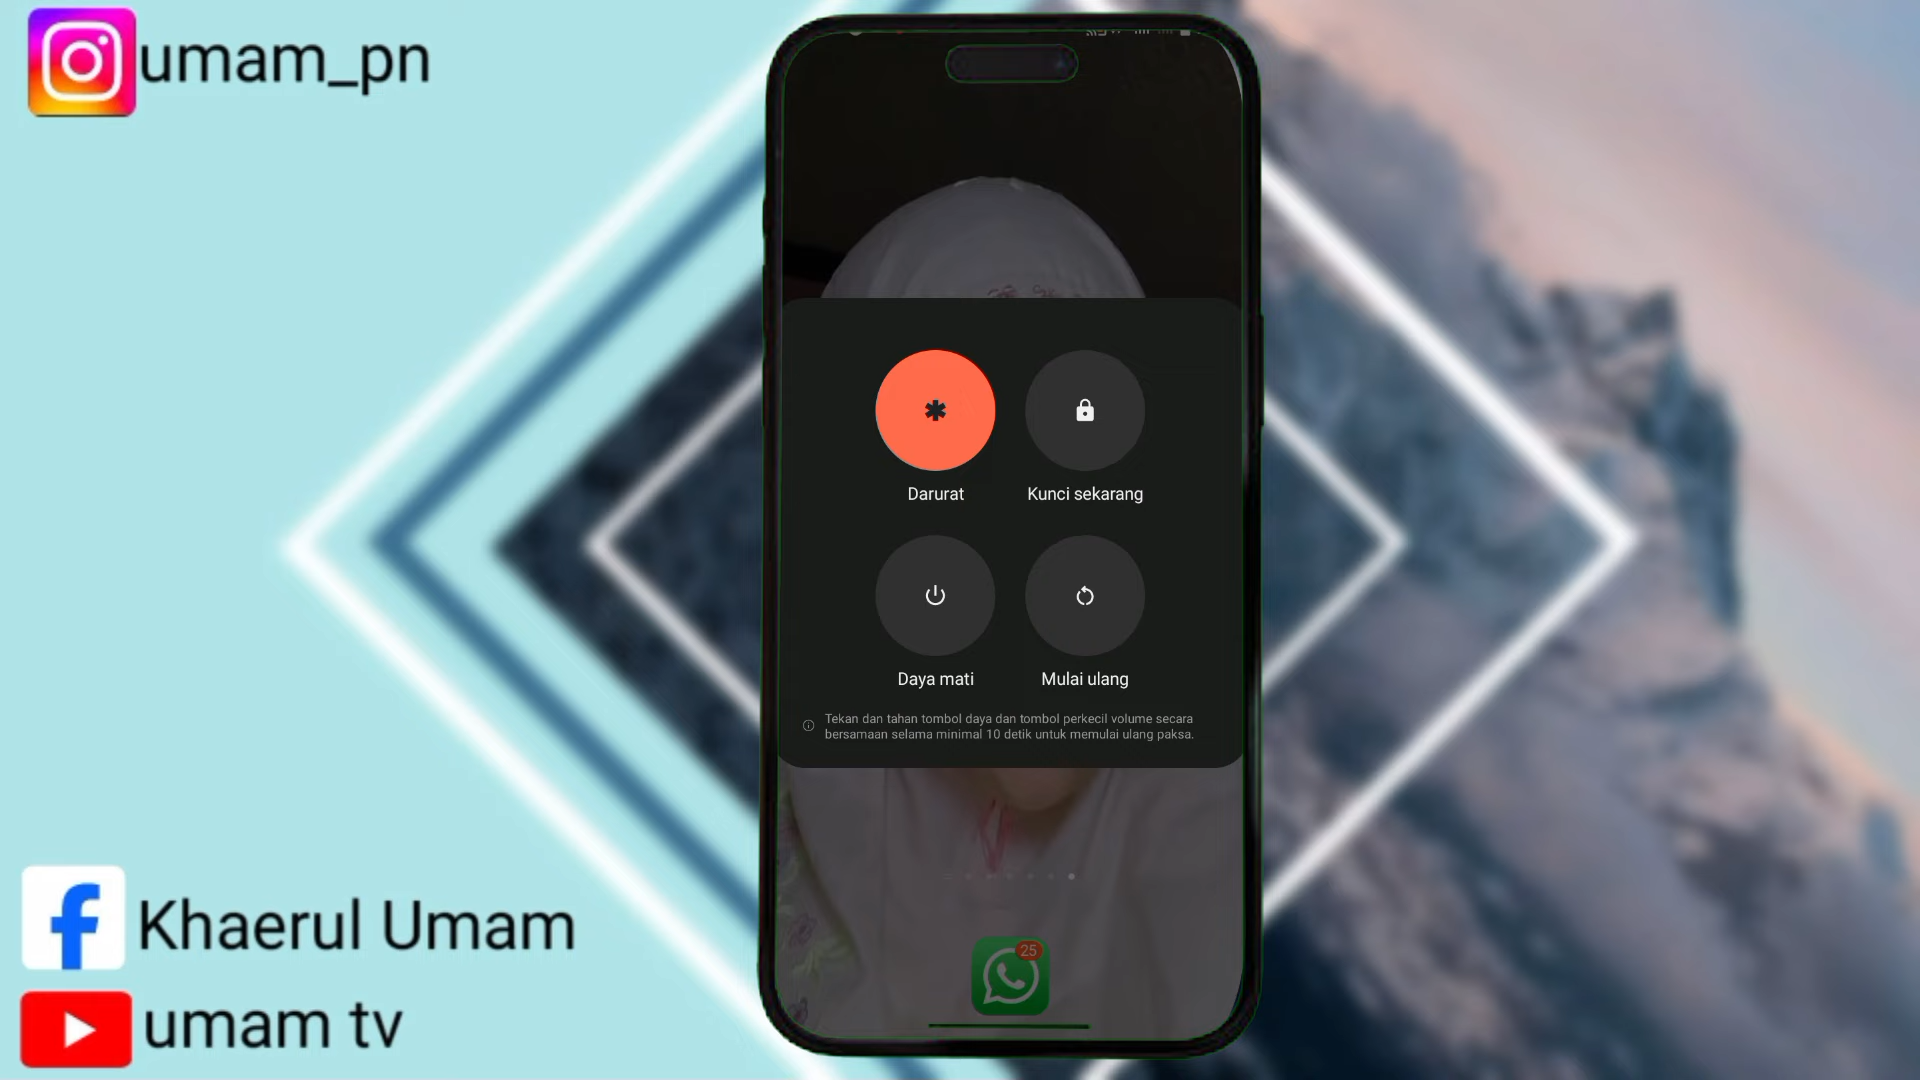 umam_pn
Darurat
Kunci sekarang
Daya mati
Mulai ulang
Tekan dan tahan tombol daya dan tombol perkecil volume secara
bersamaan selama minimal 10 detik untuk memulai ulang paksa.
25
Khaerul Umam
umam tv